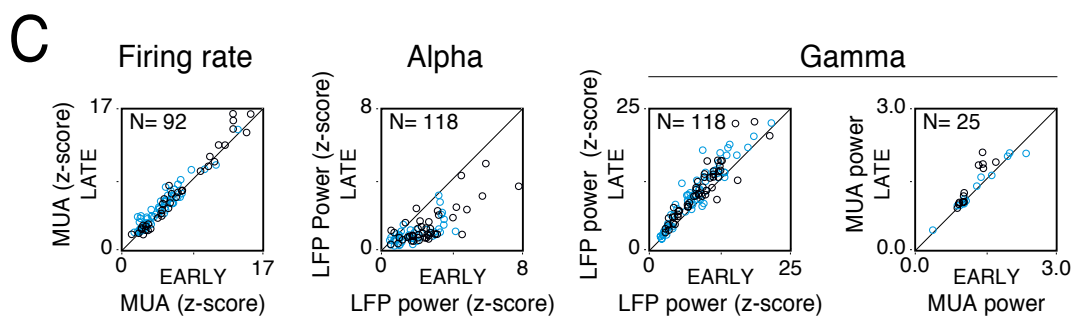 C
Firing rate
Alpha
Gamma
MUA (z-score)
LATE
17
0
N= 92
0
EARLY
17
MUA (z-score)
LFP Power (z-score)
LATE
8
0
N= 118
0
EARLY
8
LFP power (z-score)
LFP power (z-score)
LATE
25
0
N= 118
0
EARLY
25
LFP power (z-score)
MUA power
LATE
3.0
0.0
N= 25
0.0
EARLY
3.0
MUA power